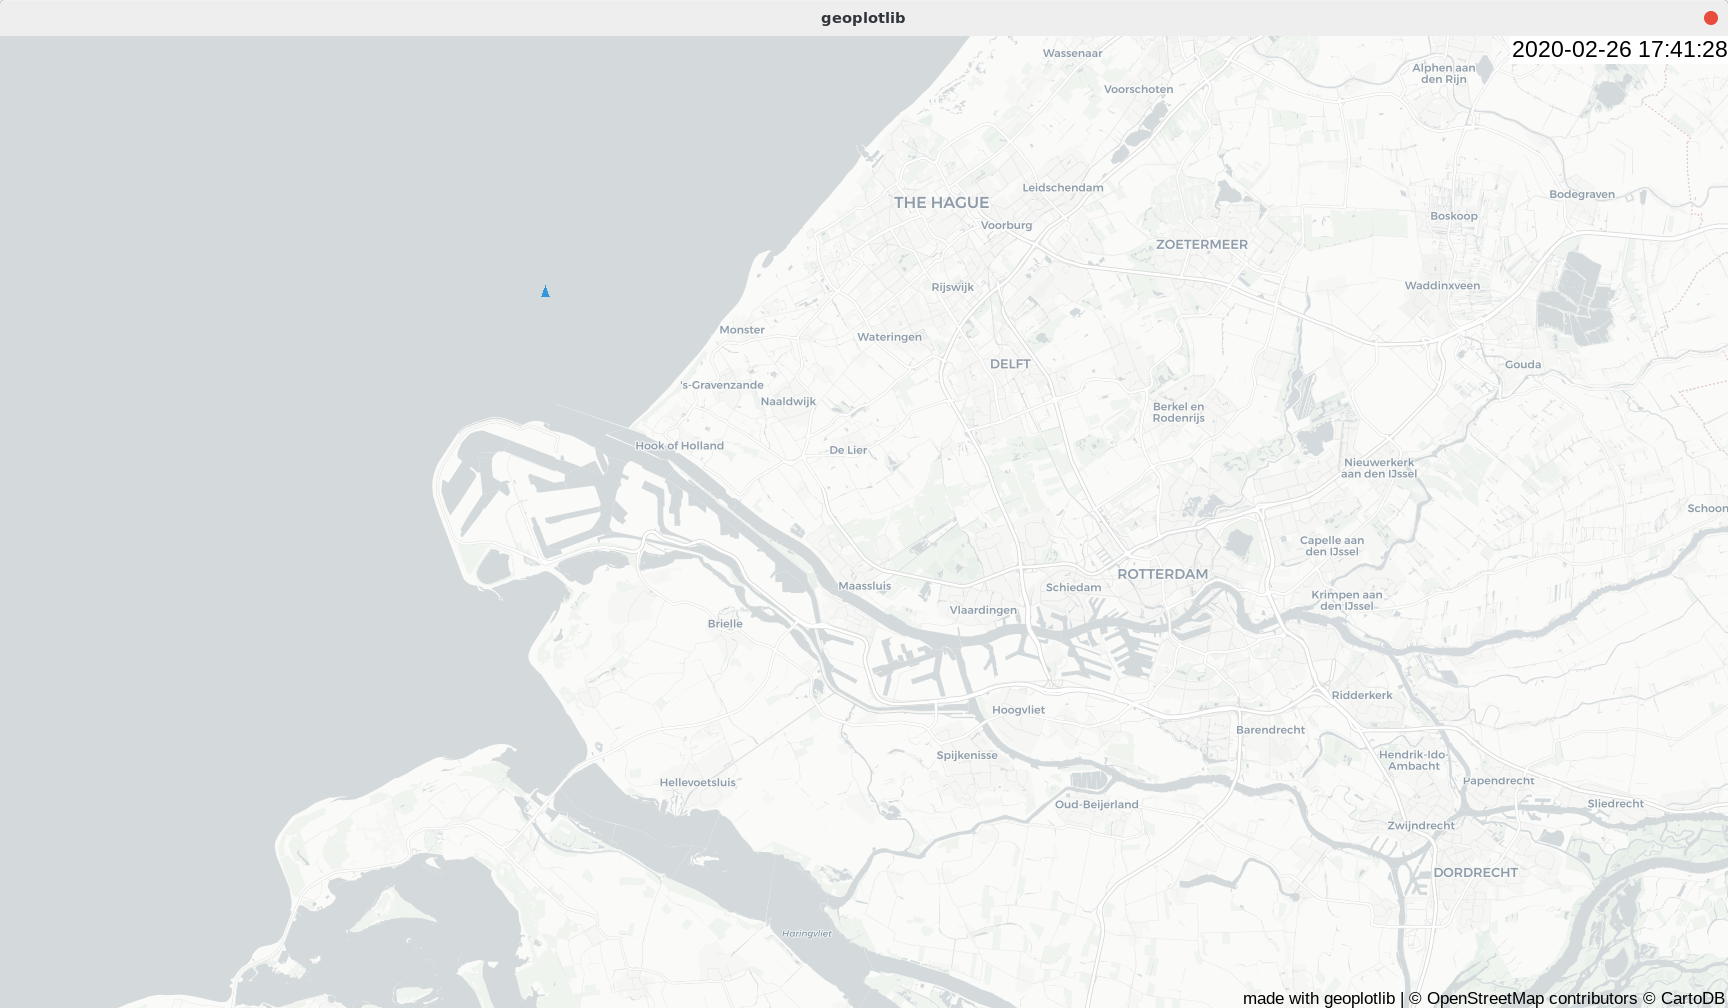 geoplotlib
2020-02-26 17:41:28
Wassenaar
Alphen aan
den Rijn
Voorschoten
Leidschendam
Bodegraven
THE HAGUE
Boskoop
Voorburg
ZOETERMEER
Rijswijk
Waddinxveen
Monster
Wateringen
DELFT
Gouda
's-Gravenzande
Naaldwijk
Berkel en
Rodenrijs
Hook of Holland
De Lier
Nieuwerkerk
aan den IJssel
Schoon
Capelle aan
den IJssel
ROTTERDAM
Maassluis
Schiedam
Krimpen aan
den IJssel
Vlaardingen
Brielle
Ridderkerk
Hoogvliet
Barendrecht
Spijkenisse
Hendrik-Ido-
Ambacht
Hellevoetsluis
Papendrecht
Oud-Beijerland
Sliedrecht
Zwijndrecht
DORDRECHT
Haringvliet
made with geoplotlib | © OpenStreetMap contributors © CartoDB